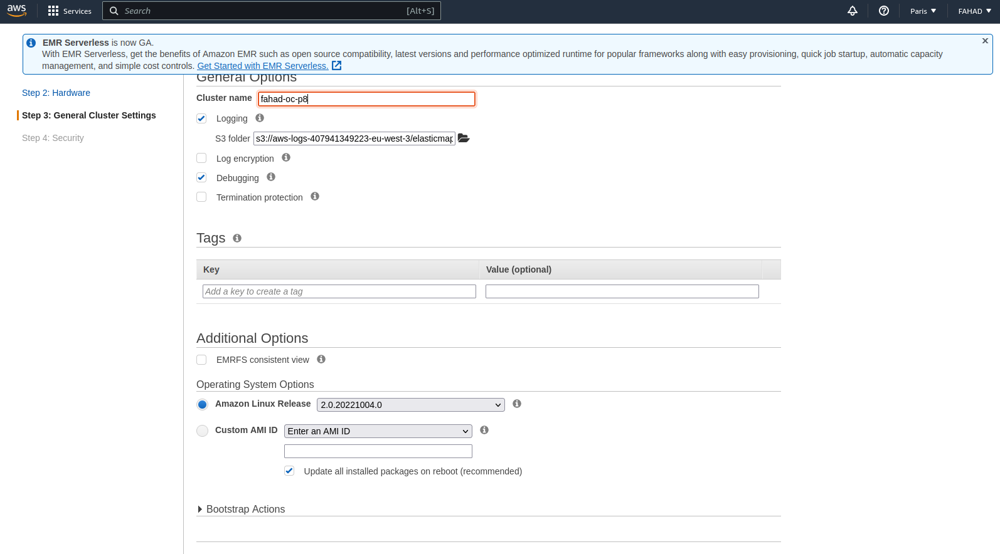 aws
Services
Search
[Alt+S]
Paris
FAHAD
EMR Serverless is now GA.
With EMR Serverless, get the benefits of Amazon EMR such as open source compatibility, latest versions and performance optimized runtime for popular frameworks along with easy provisioning, quick job startup, automatic capacity
management, and simple cost controls. Get Started with EMR Serverless.
Step 2: Hardware
Step 3: General Cluster Settings
Step 4: Security
General Options
Cluster name fahad-oc-p8
Logging
S3 folder s3://aws-logs-407941349223-eu-west-3/elasticmap
Log encryption
Debugging
Termination protection
Tags
Key Value (optional)
Add a key to create a tag
Additional Options
EMRFS consistent view
Operating System Options
Amazon Linux Release 2.0.20221004.0
Custom AMI ID Enter an AMI ID
Update all installed packages on reboot (recommended)
Bootstrap Actions